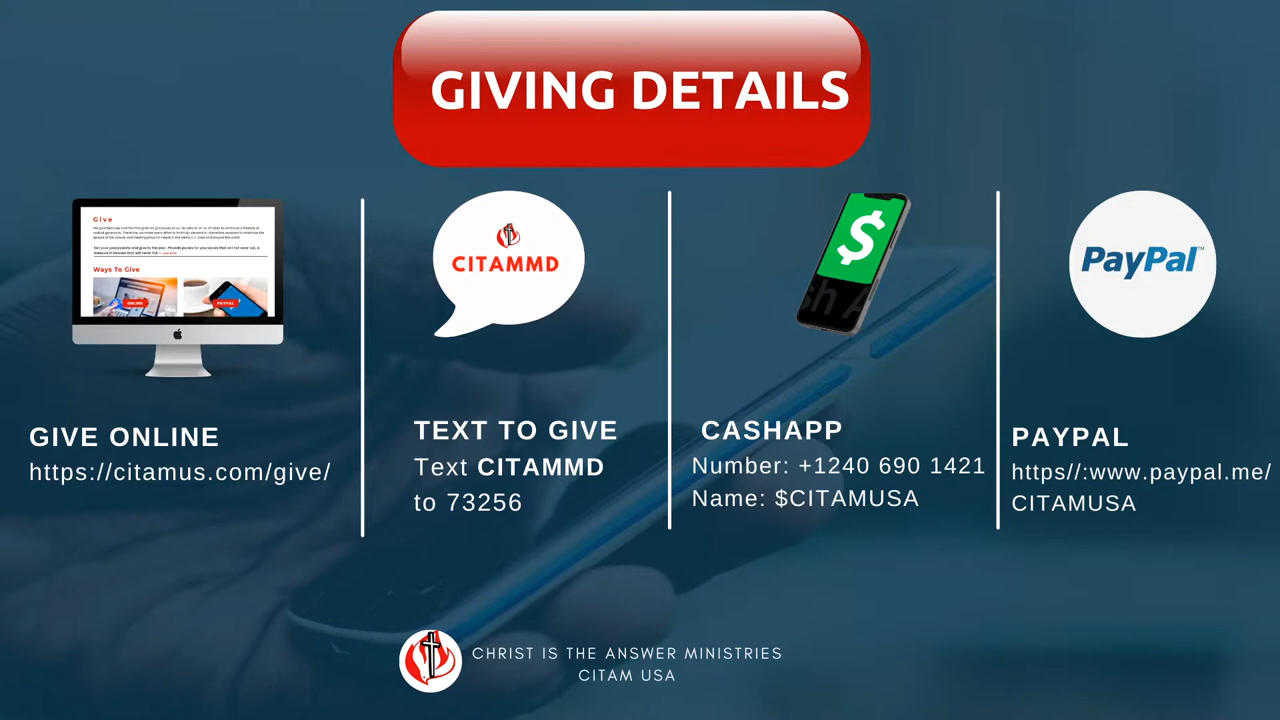 GIVING DETAILS
Give
Ways To Give
ONLINE
PAYPAL
CITAMMD
PayPal™
GIVE ONLINE
https://citamus.com/give/
TEXT TO GIVE
Text CITAMMD
to 73256
CASHAPP
Number: +1240 690 1421
Name: $CITAMUSA
PAYPAL
https//:www.paypal.me/
CITAMUSA
CHRIST IS THE ANSWER MINISTRIES
CITAM USA